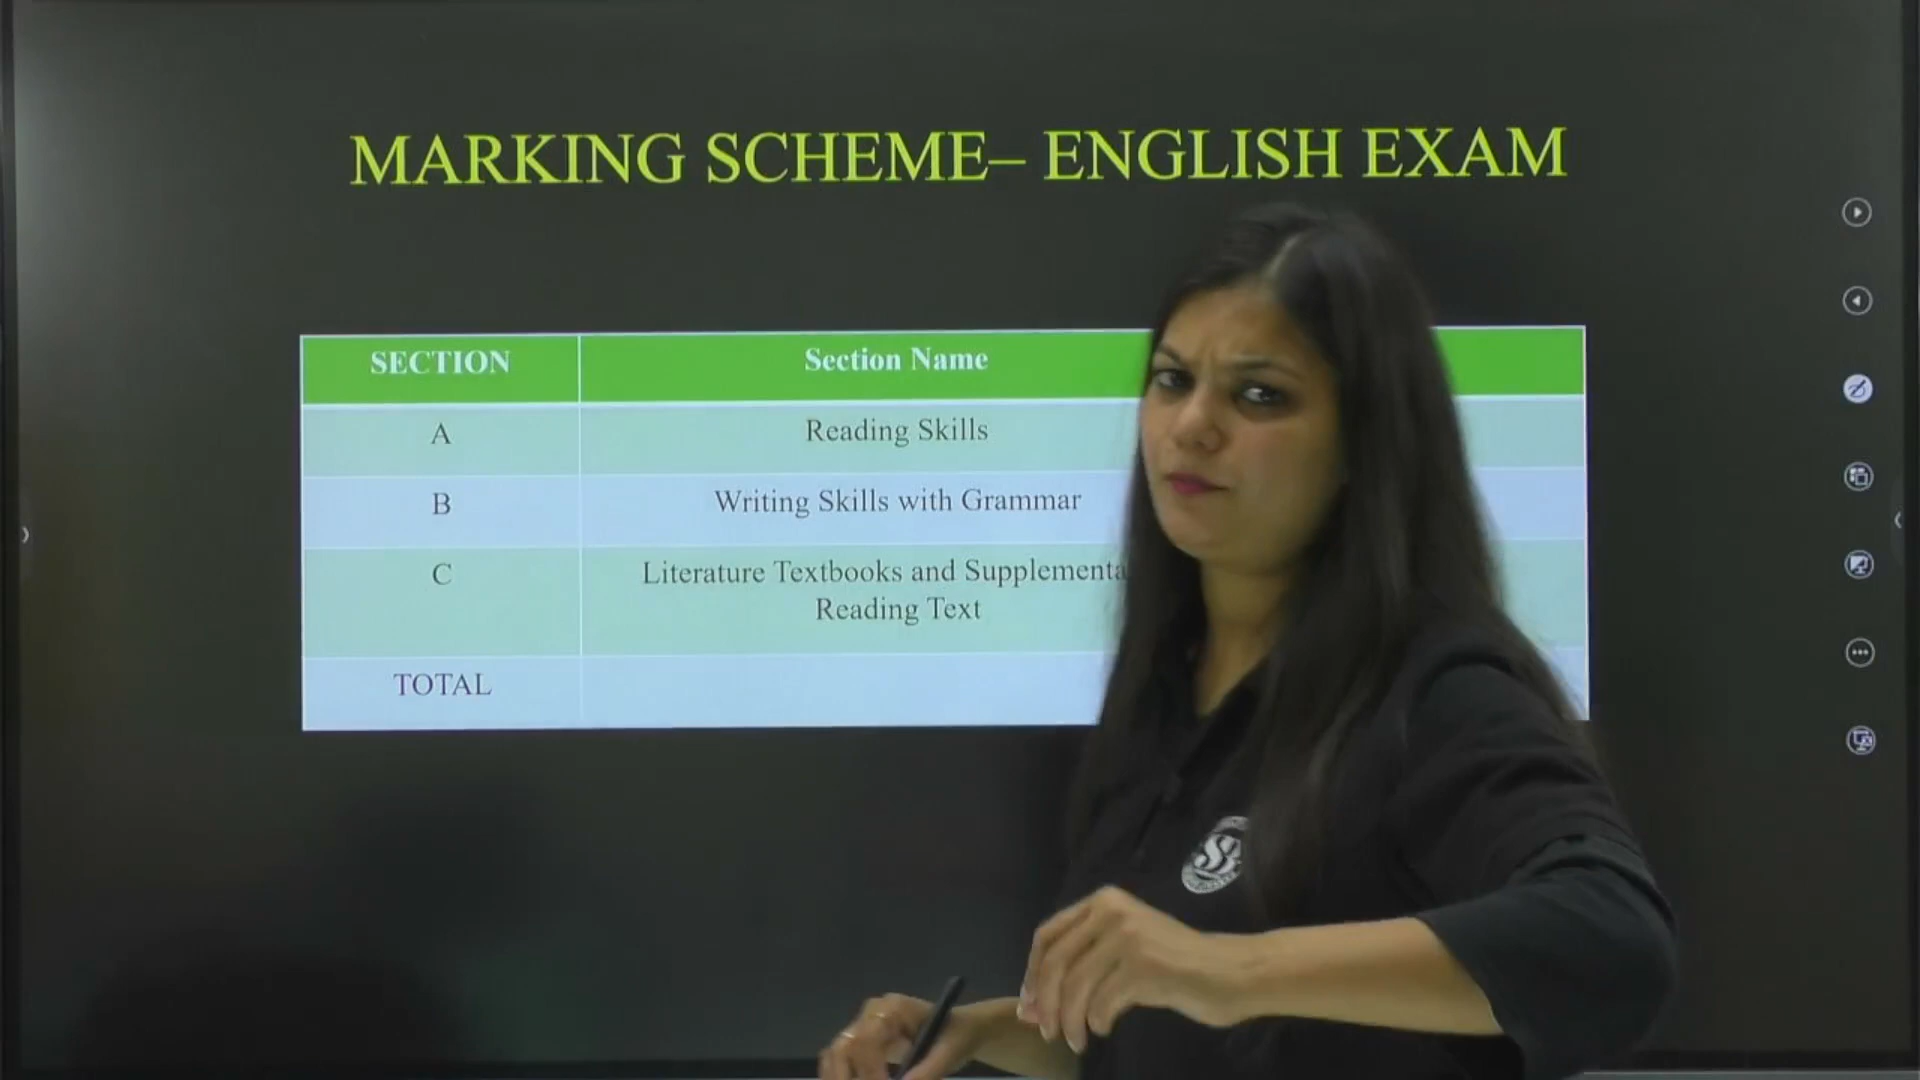 MARKING SCHEME– ENGLISH EXAM
SECTION
Section Name
A
Reading Skills
B
Writing Skills with Grammar
C
Literature Textbooks and
Reading Text
TOTAL